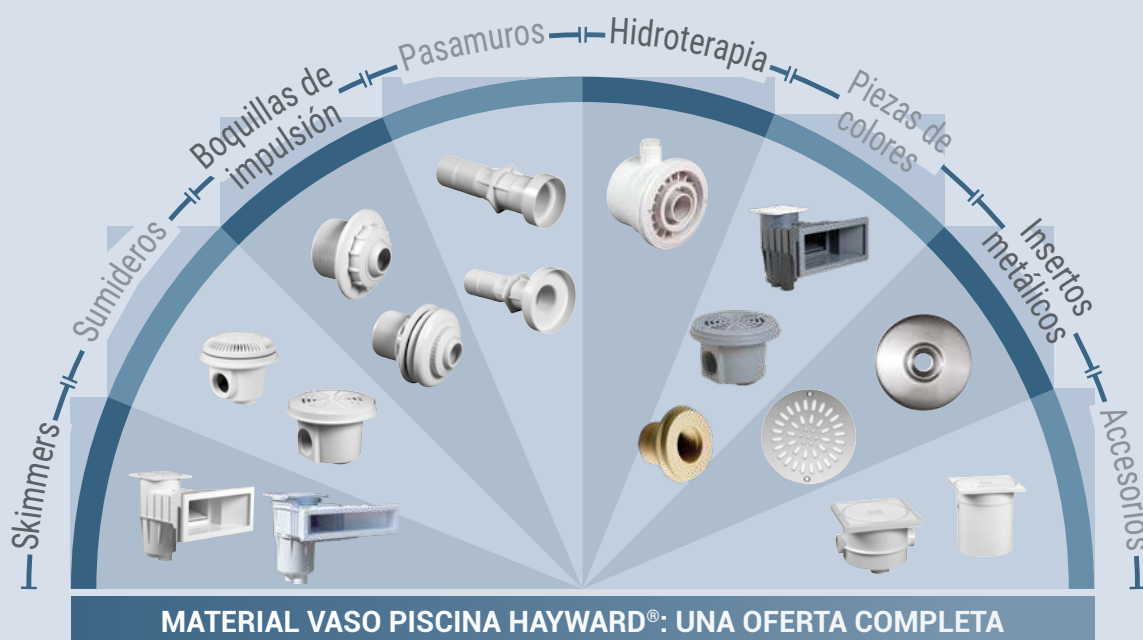 Skimmers
Sumideros
Boquillas de
impulsión
Pasamuros
Hidroterapia
Piezas de
colores
Insertos
metálicos
Accesorios
MATERIAL VASO PISCINA HAYWARD®: UNA OFERTA COMPLETA